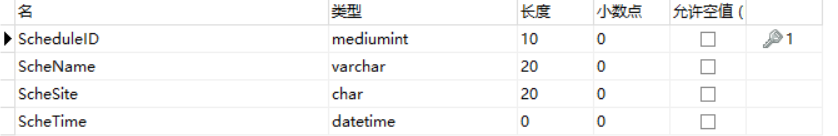 名 类型 长度 小数点 允许空值 (
ScheduleID mediumint 10 0 1
ScheName varchar 20 0
ScheSite char 20 0
ScheTime datetime 0 0